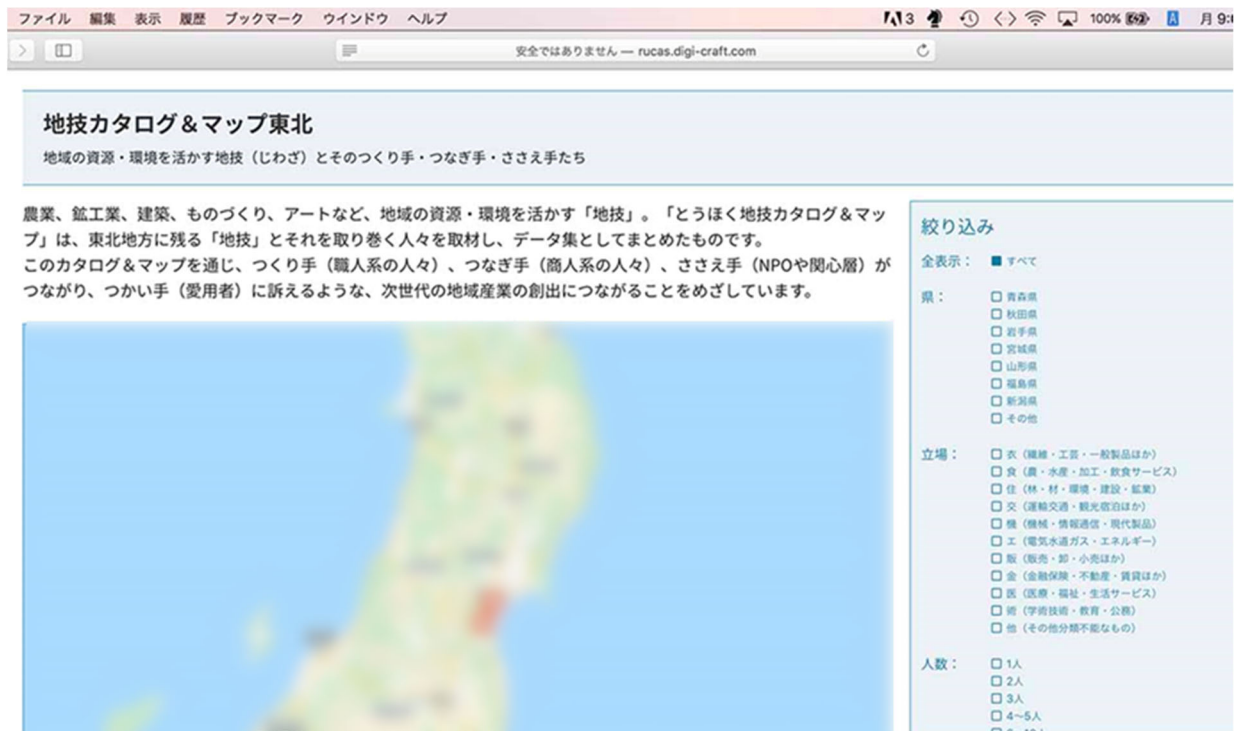 ファイル 編集 表示 履歴 ブックマーク ウインドウ ヘルプ 3 100% A 月 9:
安全ではありません — rucas.digi-craft.com
地技カタログ＆マップ東北
地域の資源・環境を活かす地技（じわざ）とそのつくり手・つなぎ手・ささえ手たち
農業、鉱工業、建築、ものづくり、アートなど、地域の資源・環境を活かす「地技」。「とうほく地技カタログ＆マッ
プ」は、東北地方に残る「地技」とそれを取り巻く人々を取材し、データ集としてまとめたものです。
このカタログ＆マップを通じ、つくり手（職人系の人々）、つなぎ手（商人系の人々）、ささえ手（NPOや関心層）が
つながり、つかい手（愛用者）に訴えるような、次世代の地域産業の創出につながることをめざしています。
絞り込み
全表示： すべて
県： 青森県
秋田県
岩手県
宮城県
山形県
福島県
新潟県
その他
立場： 衣（繊維・工芸・一般製品ほか）
食（農・水産・加工・飲食サービス）
住（林・材・環境・建設・鉱業）
交（運輸交通・観光宿泊ほか）
機（機械・情報通信・現代製品）
エ（電気水道ガス・エネルギー）
販（販売・卸・小売ほか）
金（金融保険・不動産・賃貸ほか）
医（医療・福祉・生活サービス）
術（学術技術・教育・公務）
他（その他分類不能なもの）
人数： 1人
2人
3人
4〜5人